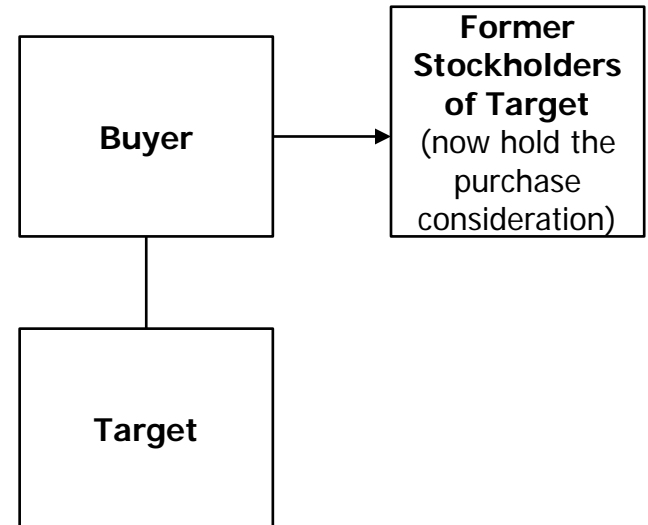 Buyer
Former
Stockholders
of Target
(now hold the
purchase
consideration)
Target